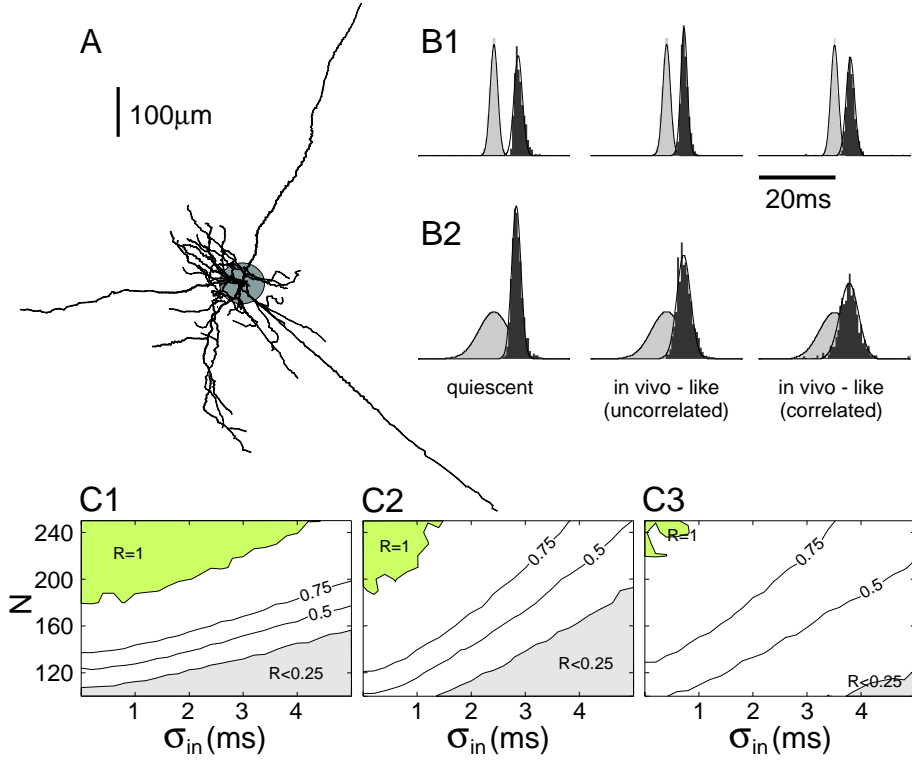 A
100μm
B1
20ms
B2
quiescent
in vivo - like
(uncorrelated)
in vivo - like
(correlated)
C1
C2
C3
N
240
200
160
120
R=1
0.75
0.5
R<0.25
1 2 3 4
σin (ms)
R=1
0.75
0.5
R<0.25
1 2 3 4
σin (ms)
R=1
0.75
0.5
R<0.25
1 2 3 4
σin (ms)